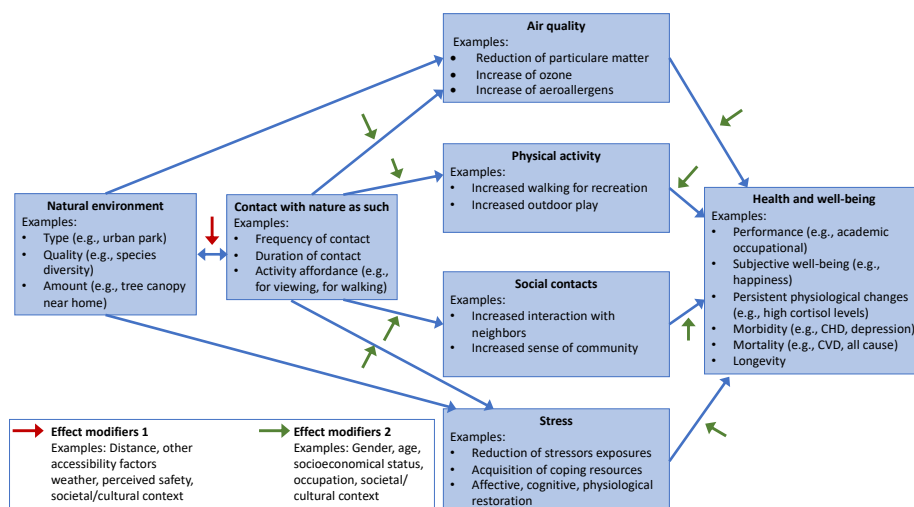 Air quality
Examples:
• Reduction of particulare matter
• Increase of ozone
• Increase of aeroallergens
Physical activity
Examples:
• Increased walking for recreation
• Increased outdoor play
Natural environment
Examples:
• Type (e.g., urban park)
• Quality (e.g., species
diversity)
• Amount (e.g., tree canopy
near home)
Contact with nature as such
Examples:
• Frequency of contact
• Duration of contact
• Activity affordance (e.g.,
for viewing, for walking)
Health and well-being
Examples:
• Performance (e.g., academic
occupational)
• Subjective well-being (e.g.,
happiness)
• Persistent physiological changes
(e.g., high cortisol levels)
• Morbidity (e.g., CHD, depression)
• Mortality (e.g., CVD, all cause)
• Longevity
Social contacts
Examples:
• Increased interaction with
neighbors
• Increased sense of community
Stress
Examples:
• Reduction of stressors exposures
• Acquisition of coping resources
• Affective, cognitive, physiological
restoration
Effect modifiers 1
Examples: Distance, other
accessibility factors
weather, perceived safety,
societal/cultural context
Effect modifiers 2
Examples: Gender, age,
socioeconomical status,
occupation, societal/
cultural context